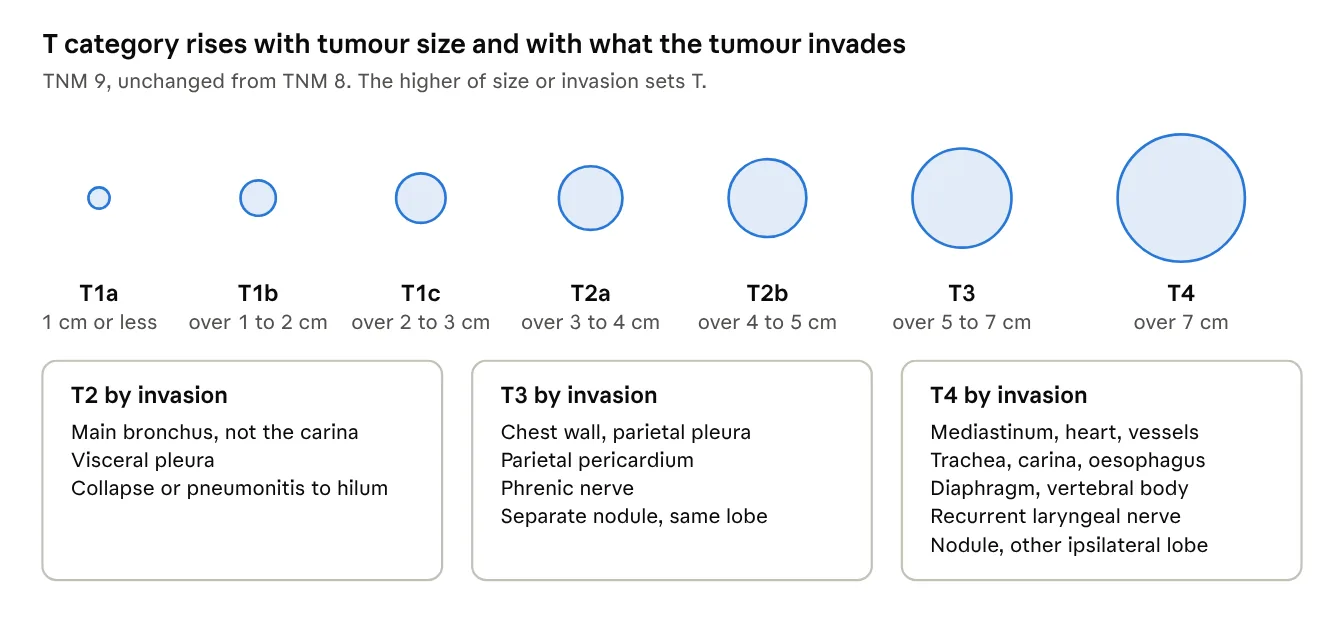 T category rises with tumour size and with what the tumour invades
TNM 9, unchanged from TNM 8. The higher of size or invasion sets T.
T1a
1 cm or less
T1b
over 1 to 2 cm
T1c
over 2 to 3 cm
T2a
over 3 to 4 cm
T2b
over 4 to 5 cm
T3
over 5 to 7 cm
T4
over 7 cm
T2 by invasion
Main bronchus, not the carina
Visceral pleura
Collapse or pneumonitis to hilum
T3 by invasion
Chest wall, parietal pleura
Parietal pericardium
Phrenic nerve
Separate nodule, same lobe
T4 by invasion
Mediastinum, heart, vessels
Trachea, carina, oesophagus
Diaphragm, vertebral body
Recurrent laryngeal nerve
Nodule, other ipsilateral lobe